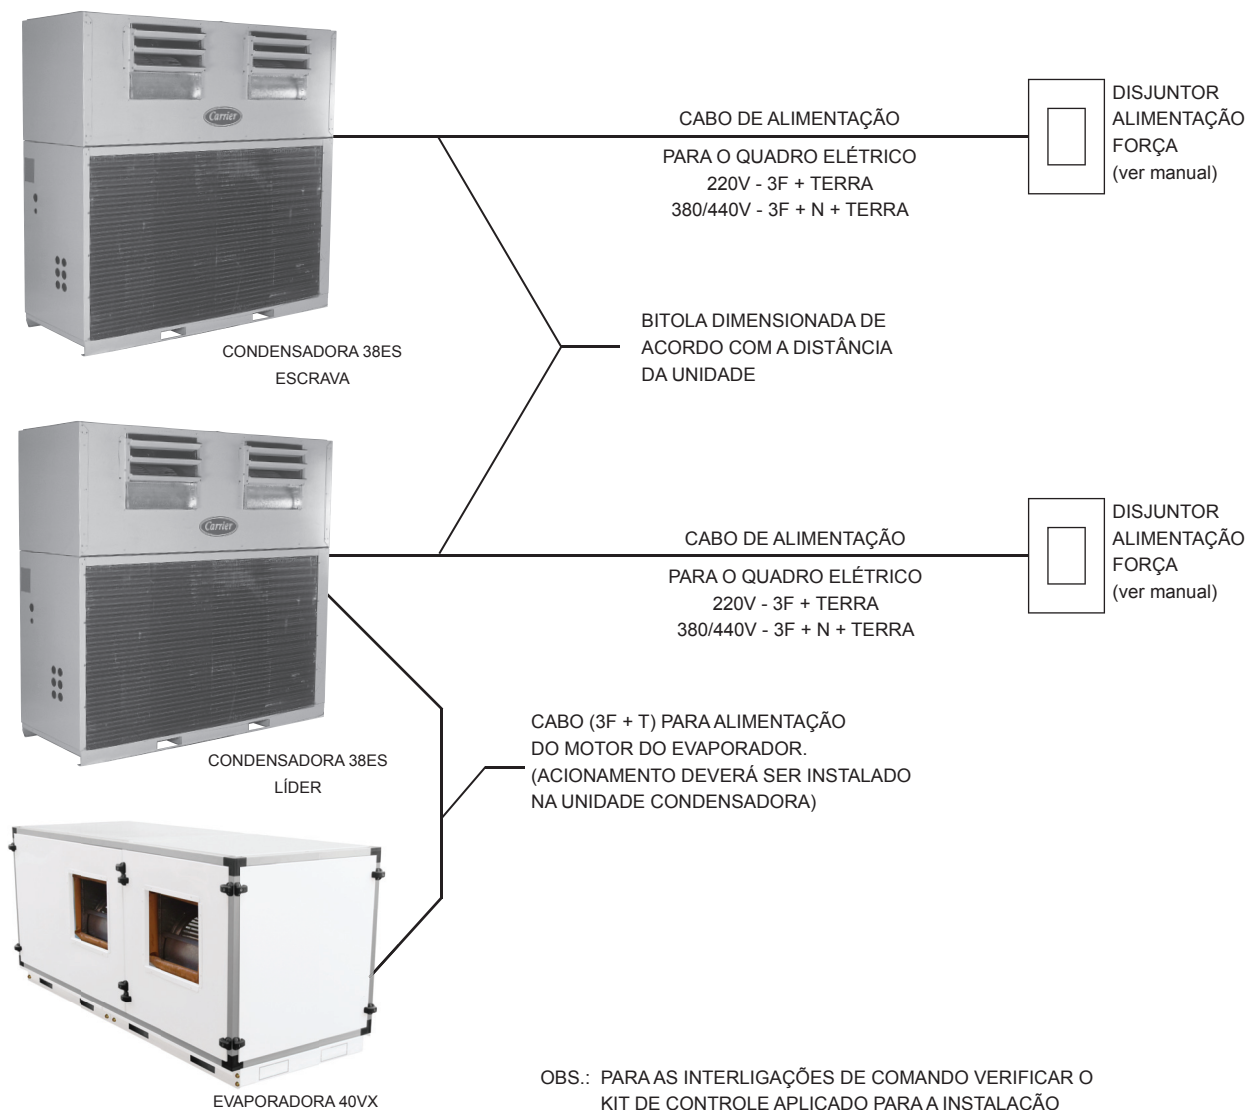 Carrier
CABO DE ALIMENTAÇÃO
PARA O QUADRO ELÉTRICO
220V - 3F + TERRA
380/440V - 3F + N + TERRA
DISJUNTOR
ALIMENTAÇÃO
FORÇA
(ver manual)
BITOLA DIMENSIONADA DE
ACORDO COM A DISTÂNCIA
DA UNIDADE
CONDENSADORA 38ES
ESCRAVA
Carrier
CABO DE ALIMENTAÇÃO
PARA O QUADRO ELÉTRICO
220V - 3F + TERRA
380/440V - 3F + N + TERRA
DISJUNTOR
ALIMENTAÇÃO
FORÇA
(ver manual)
CONDENSADORA 38ES
LÍDER
CABO (3F + T) PARA ALIMENTAÇÃO
DO MOTOR DO EVAPORADOR.
(ACIONAMENTO DEVERÁ SER INSTALADO
NA UNIDADE CONDENSADORA)
EVAPORADORA 40VX
OBS.: PARA AS INTERLIGAÇÕES DE COMANDO VERIFICAR O
KIT DE CONTROLE APLICADO PARA A INSTALAÇÃO